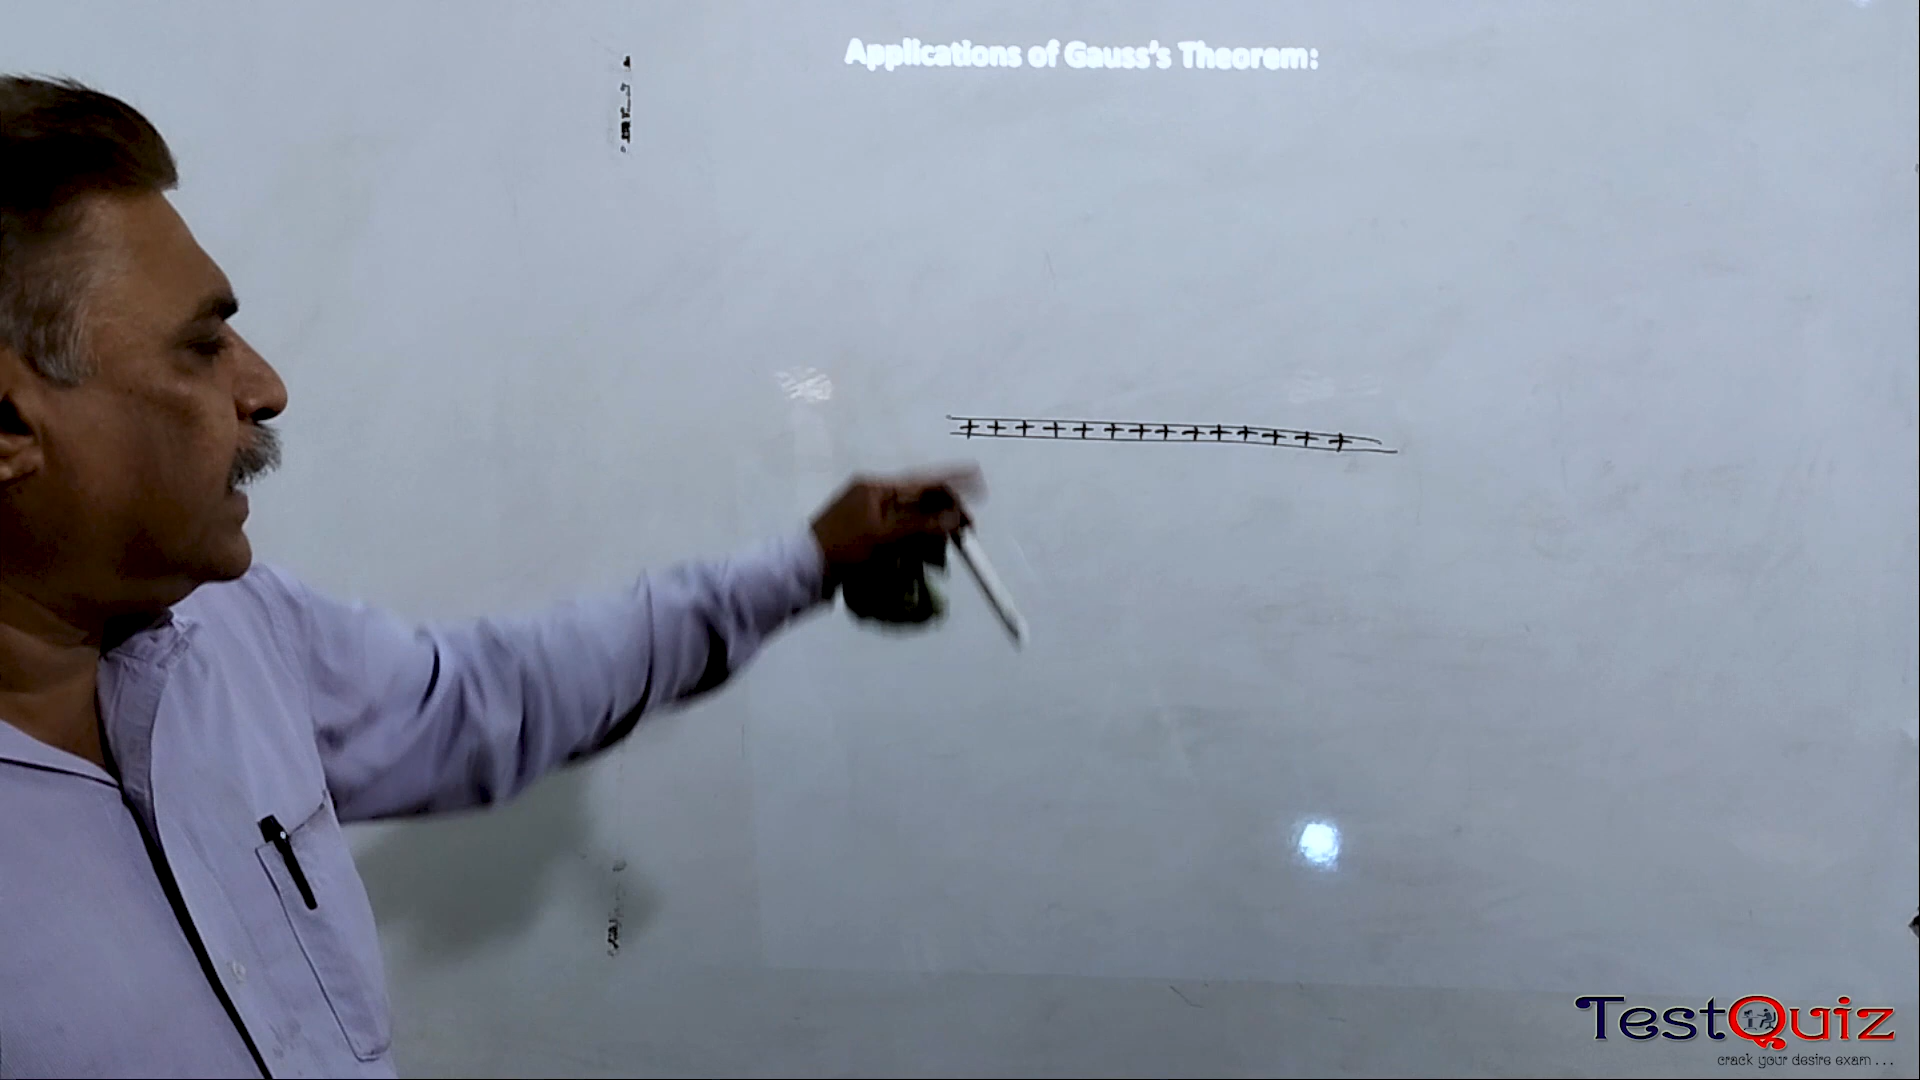 Applications of Gauss's Theorem:
+ + + + + + + + + + + + + +
TestQuiz
crack your desire exam ...